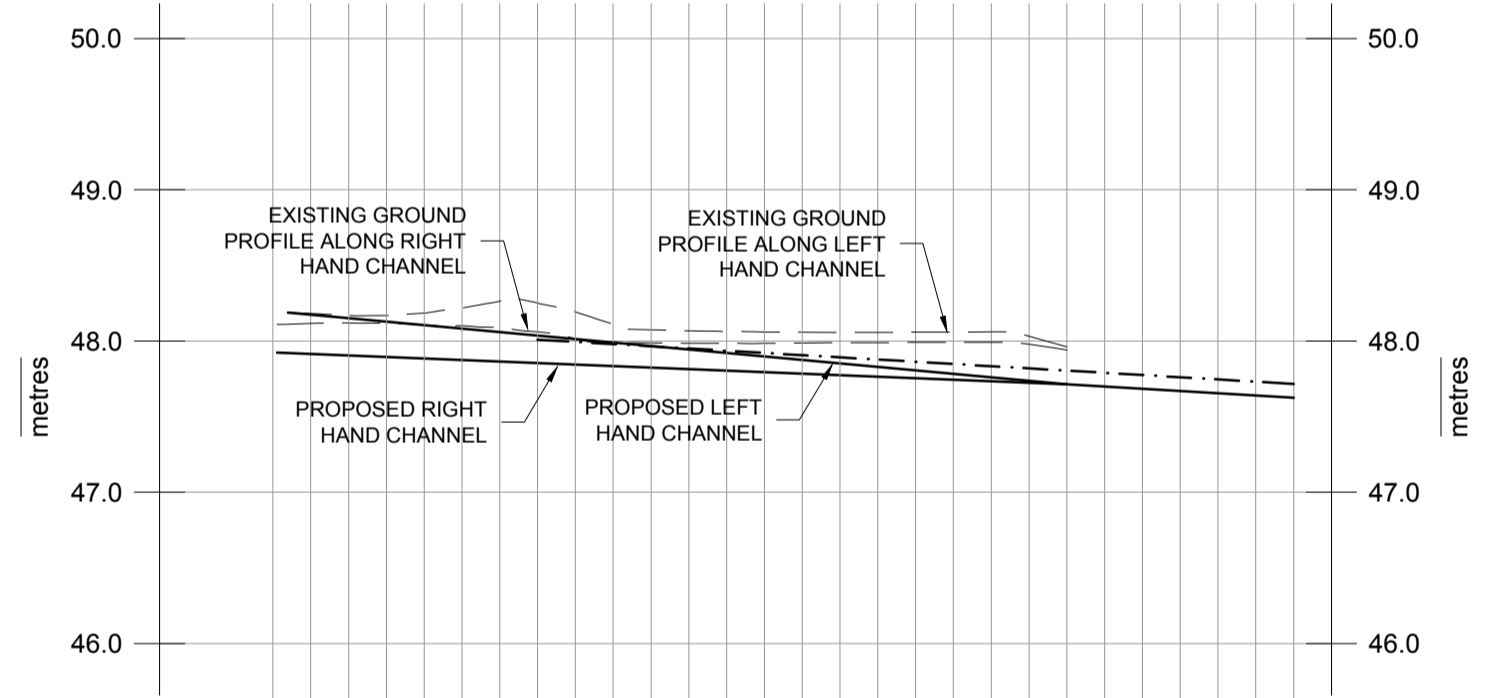 50.0
50.0
49.0
49.0
EXISTING GROUND
PROFILE ALONG RIGHT
HAND CHANNEL
EXISTING GROUND
PROFILE ALONG LEFT
HAND CHANNEL
48.0
48.0
metres
metres
PROPOSED RIGHT
HAND CHANNEL
PROPOSED LEFT
HAND CHANNEL
47.0
47.0
46.0
46.0